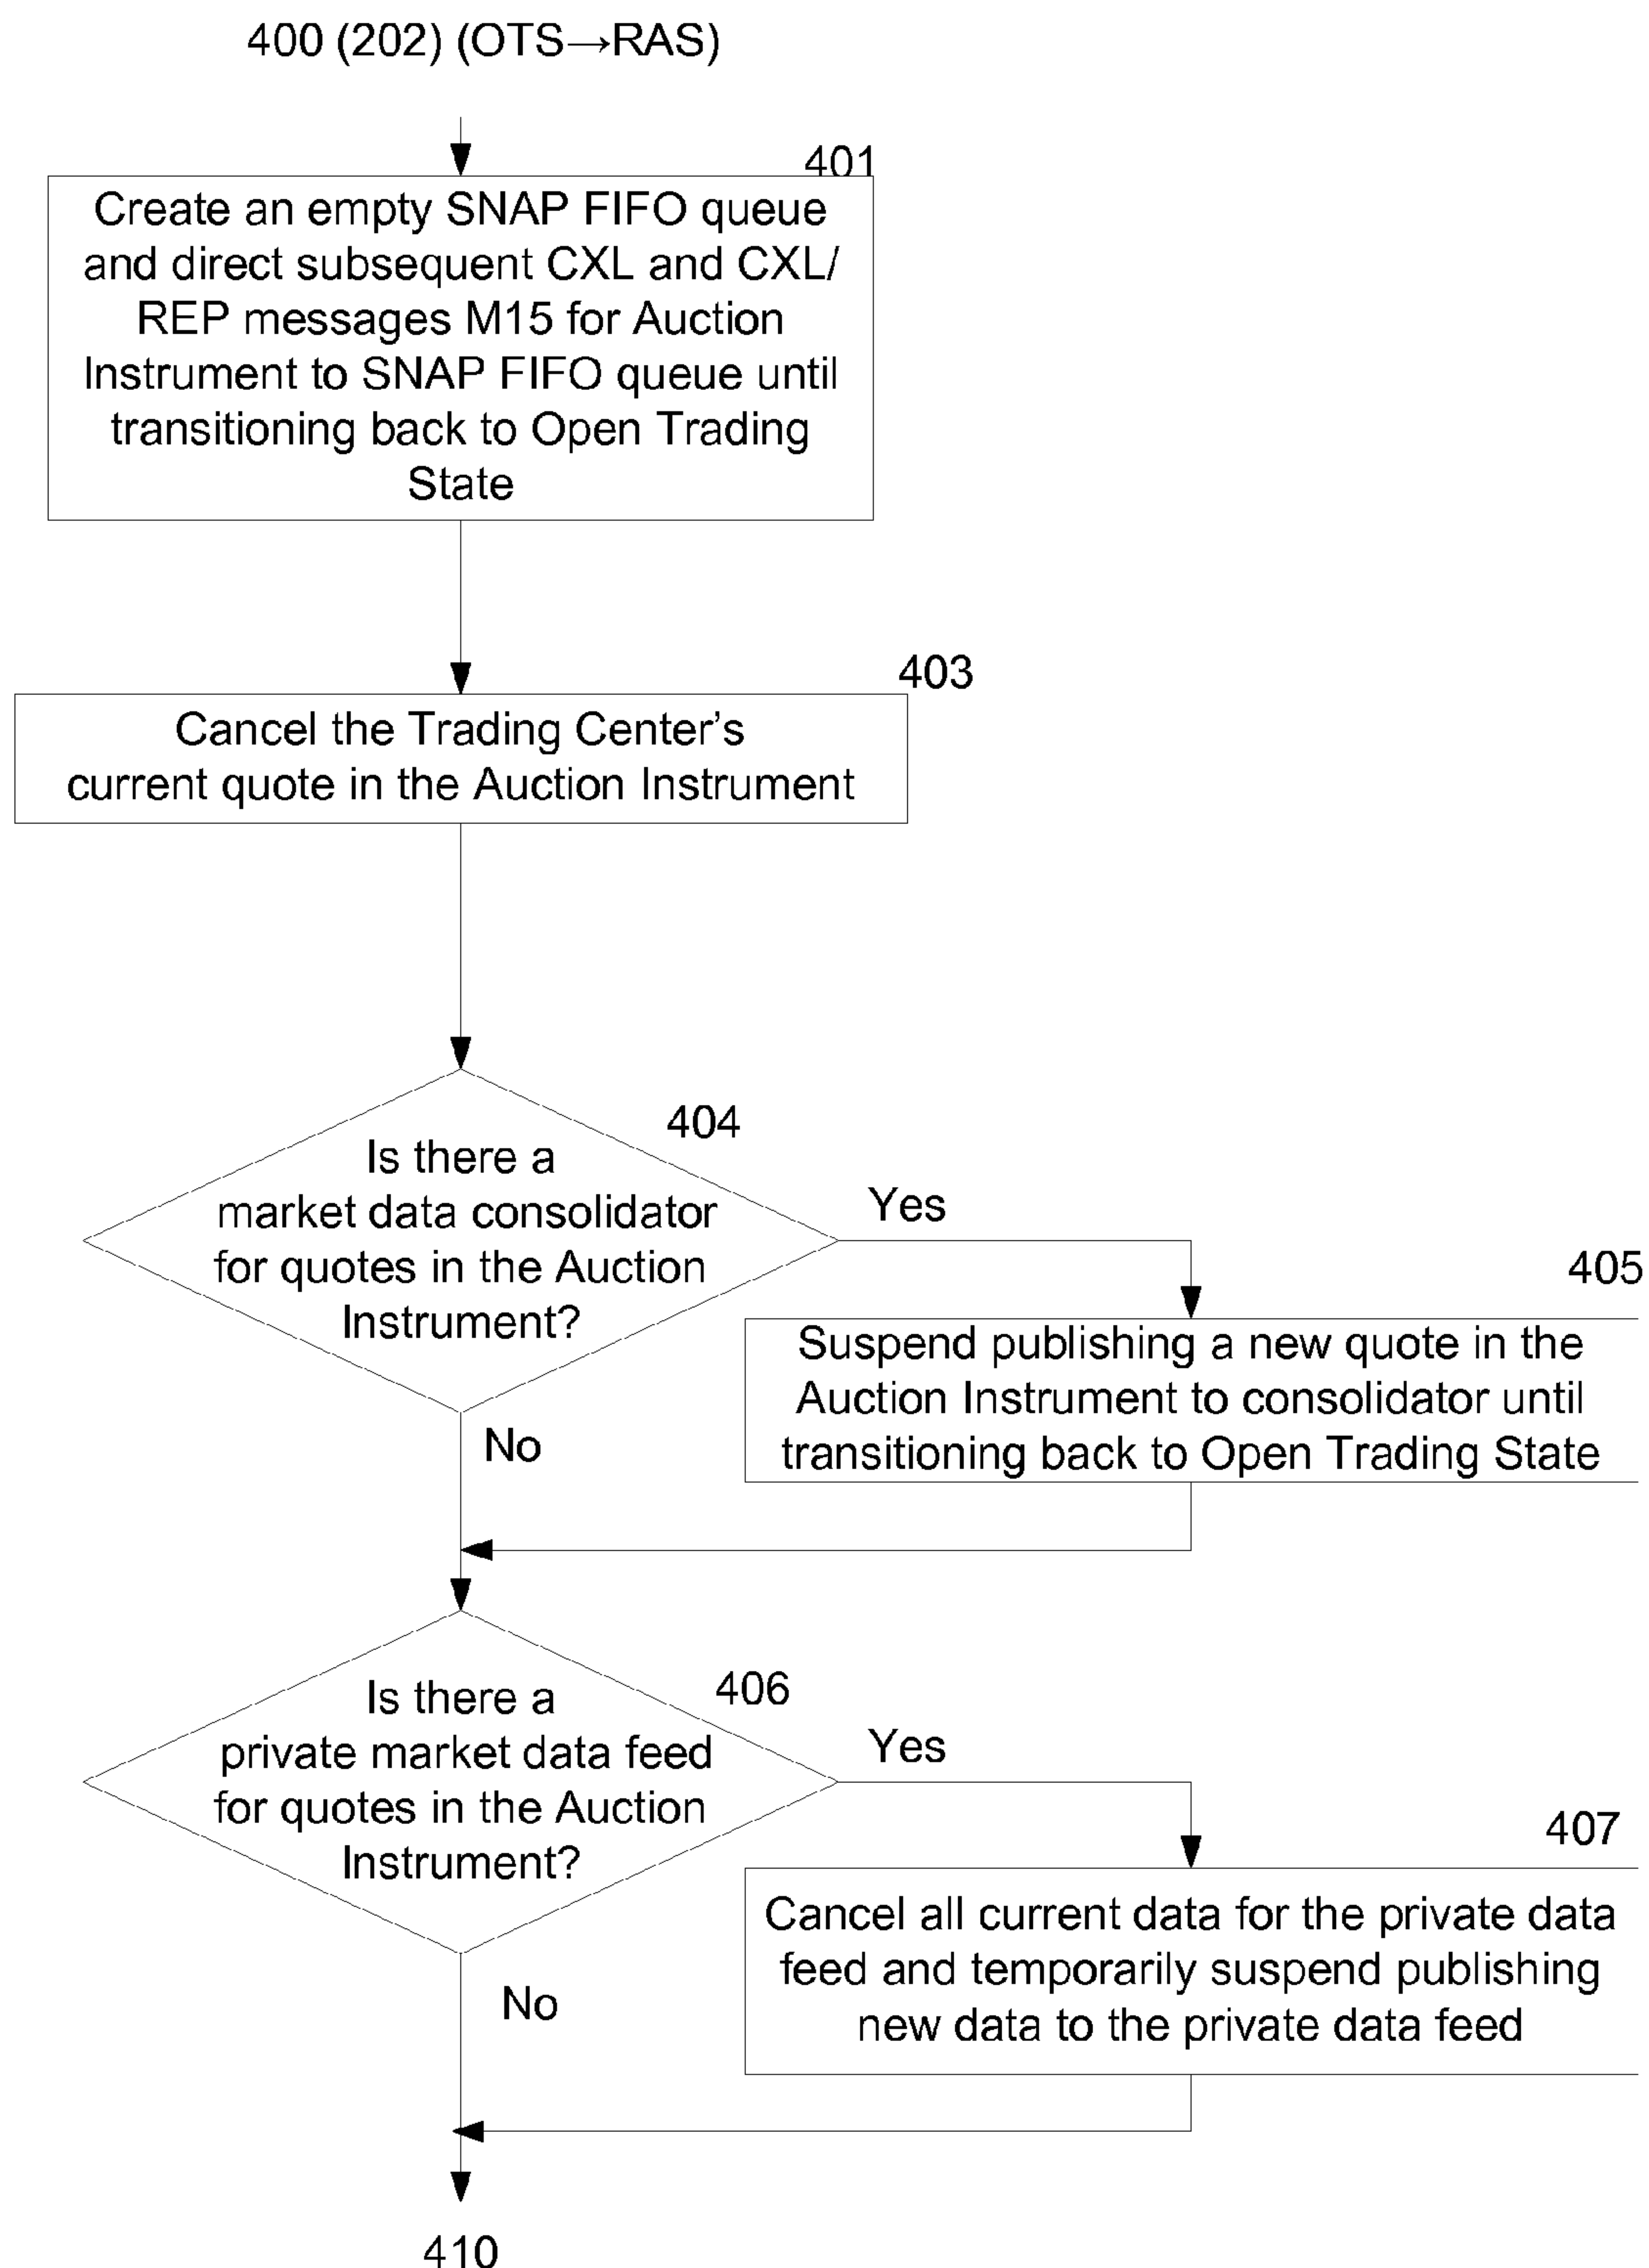 400 (202) (OTS→RAS)
401
Create an empty SNAP FIFO queue
and direct subsequent CXL and CXL/
REP messages M15 for Auction
Instrument to SNAP FIFO queue until
transitioning back to Open Trading
State
403
Cancel the Trading Center's
current quote in the Auction Instrument
404
Is there a
market data consolidator
for quotes in the Auction
Instrument?
Yes
No
405
Suspend publishing a new quote in the
Auction Instrument to consolidator until
transitioning back to Open Trading State
406
Is there a
private market data feed
for quotes in the Auction
Instrument?
Yes
No
407
Cancel all current data for the private data
feed and temporarily suspend publishing
new data to the private data feed
410